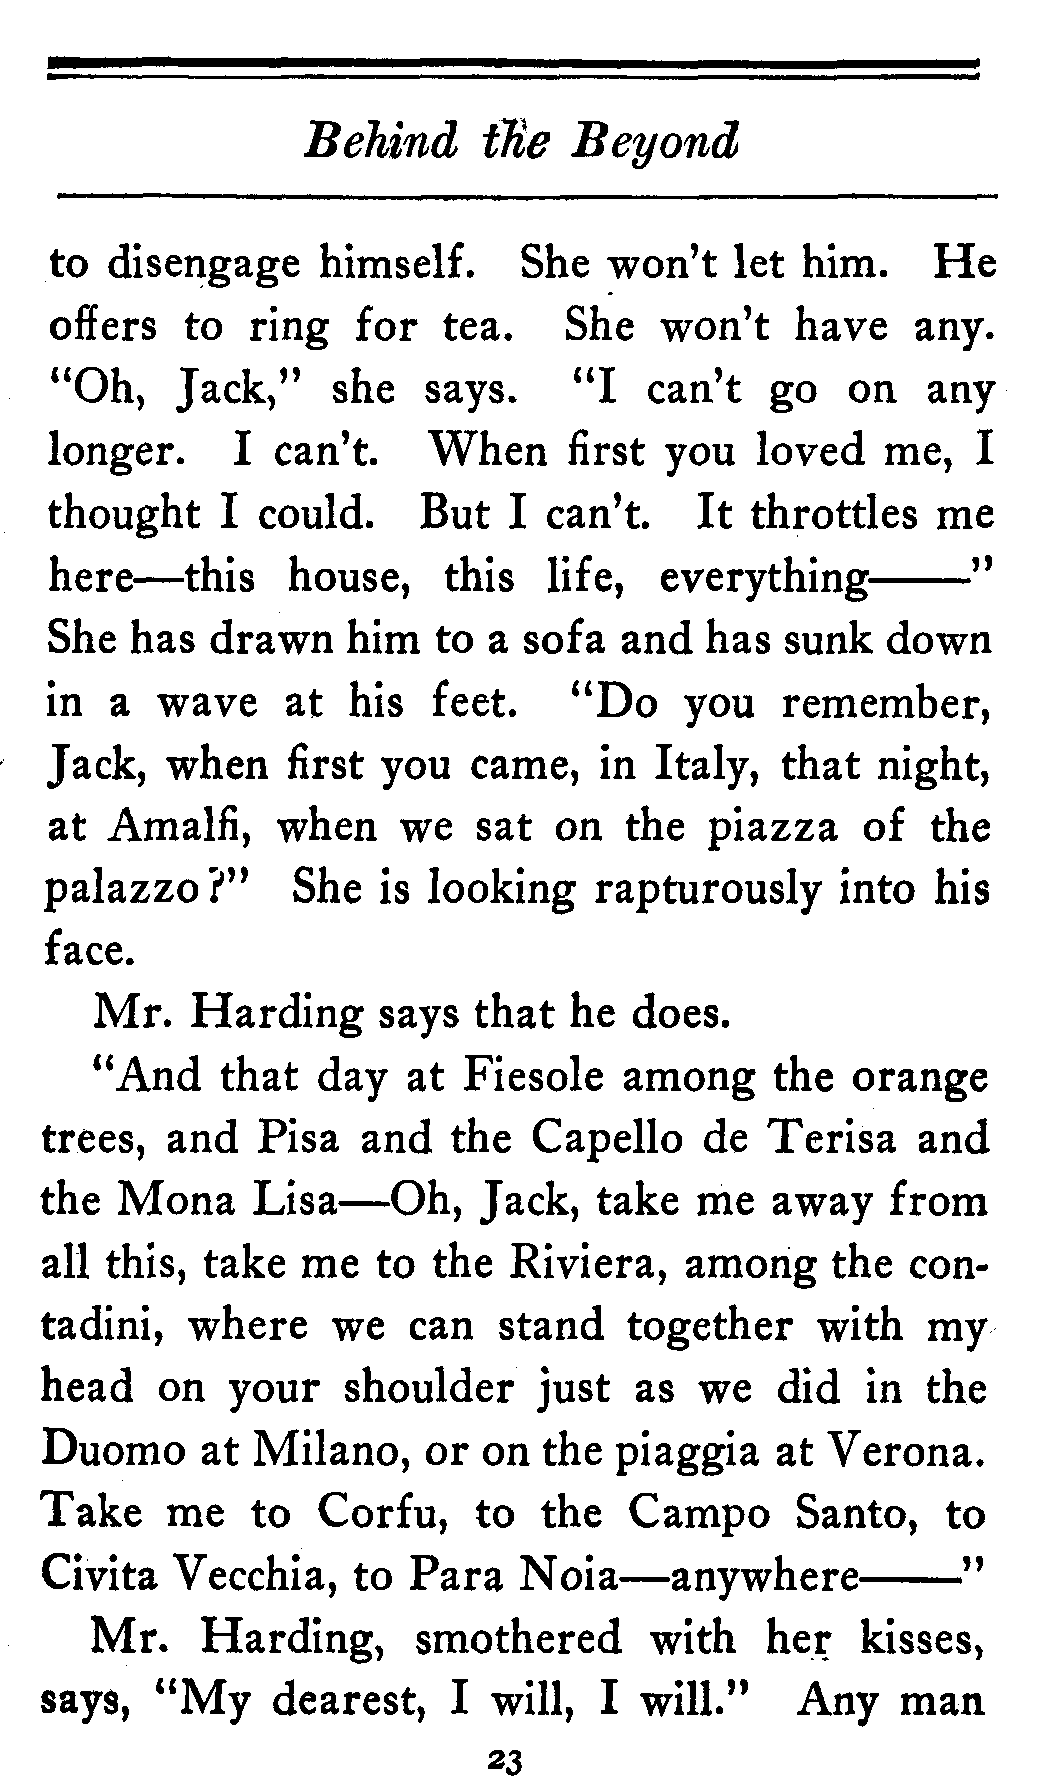 Behind the Beyond
to disengage himself. She won't let him. He
offers to ring for tea. She won't have any.
"Oh, Jack," she says. "I can't go on any
longer. I can't. When first you loved me, I
thought I could. But I can't. It throttles me
here—this house, this life, everything——"
She has drawn him to a sofa and has sunk down
in a wave at his feet. "Do you remember,
Jack, when first you came, in Italy, that night,
at Amalfi, when we sat on the piazza of the
palazzo?" She is looking rapturously into his
face.
Mr. Harding says that he does.
"And that day at Fiesole among the orange
trees, and Pisa and the Capello de Terisa and
the Mona Lisa—Oh, Jack, take me away from
all this, take me to the Riviera, among the con-
tadini, where we can stand together with my
head on your shoulder just as we did in the
Duomo at Milano, or on the piaggia at Verona.
Take me to Corfu, to the Campo Santo, to
Civita Vecchia, to Para Noia—anywhere——"
Mr. Harding, smothered with her kisses,
says, "My dearest, I will, I will." Any man
23